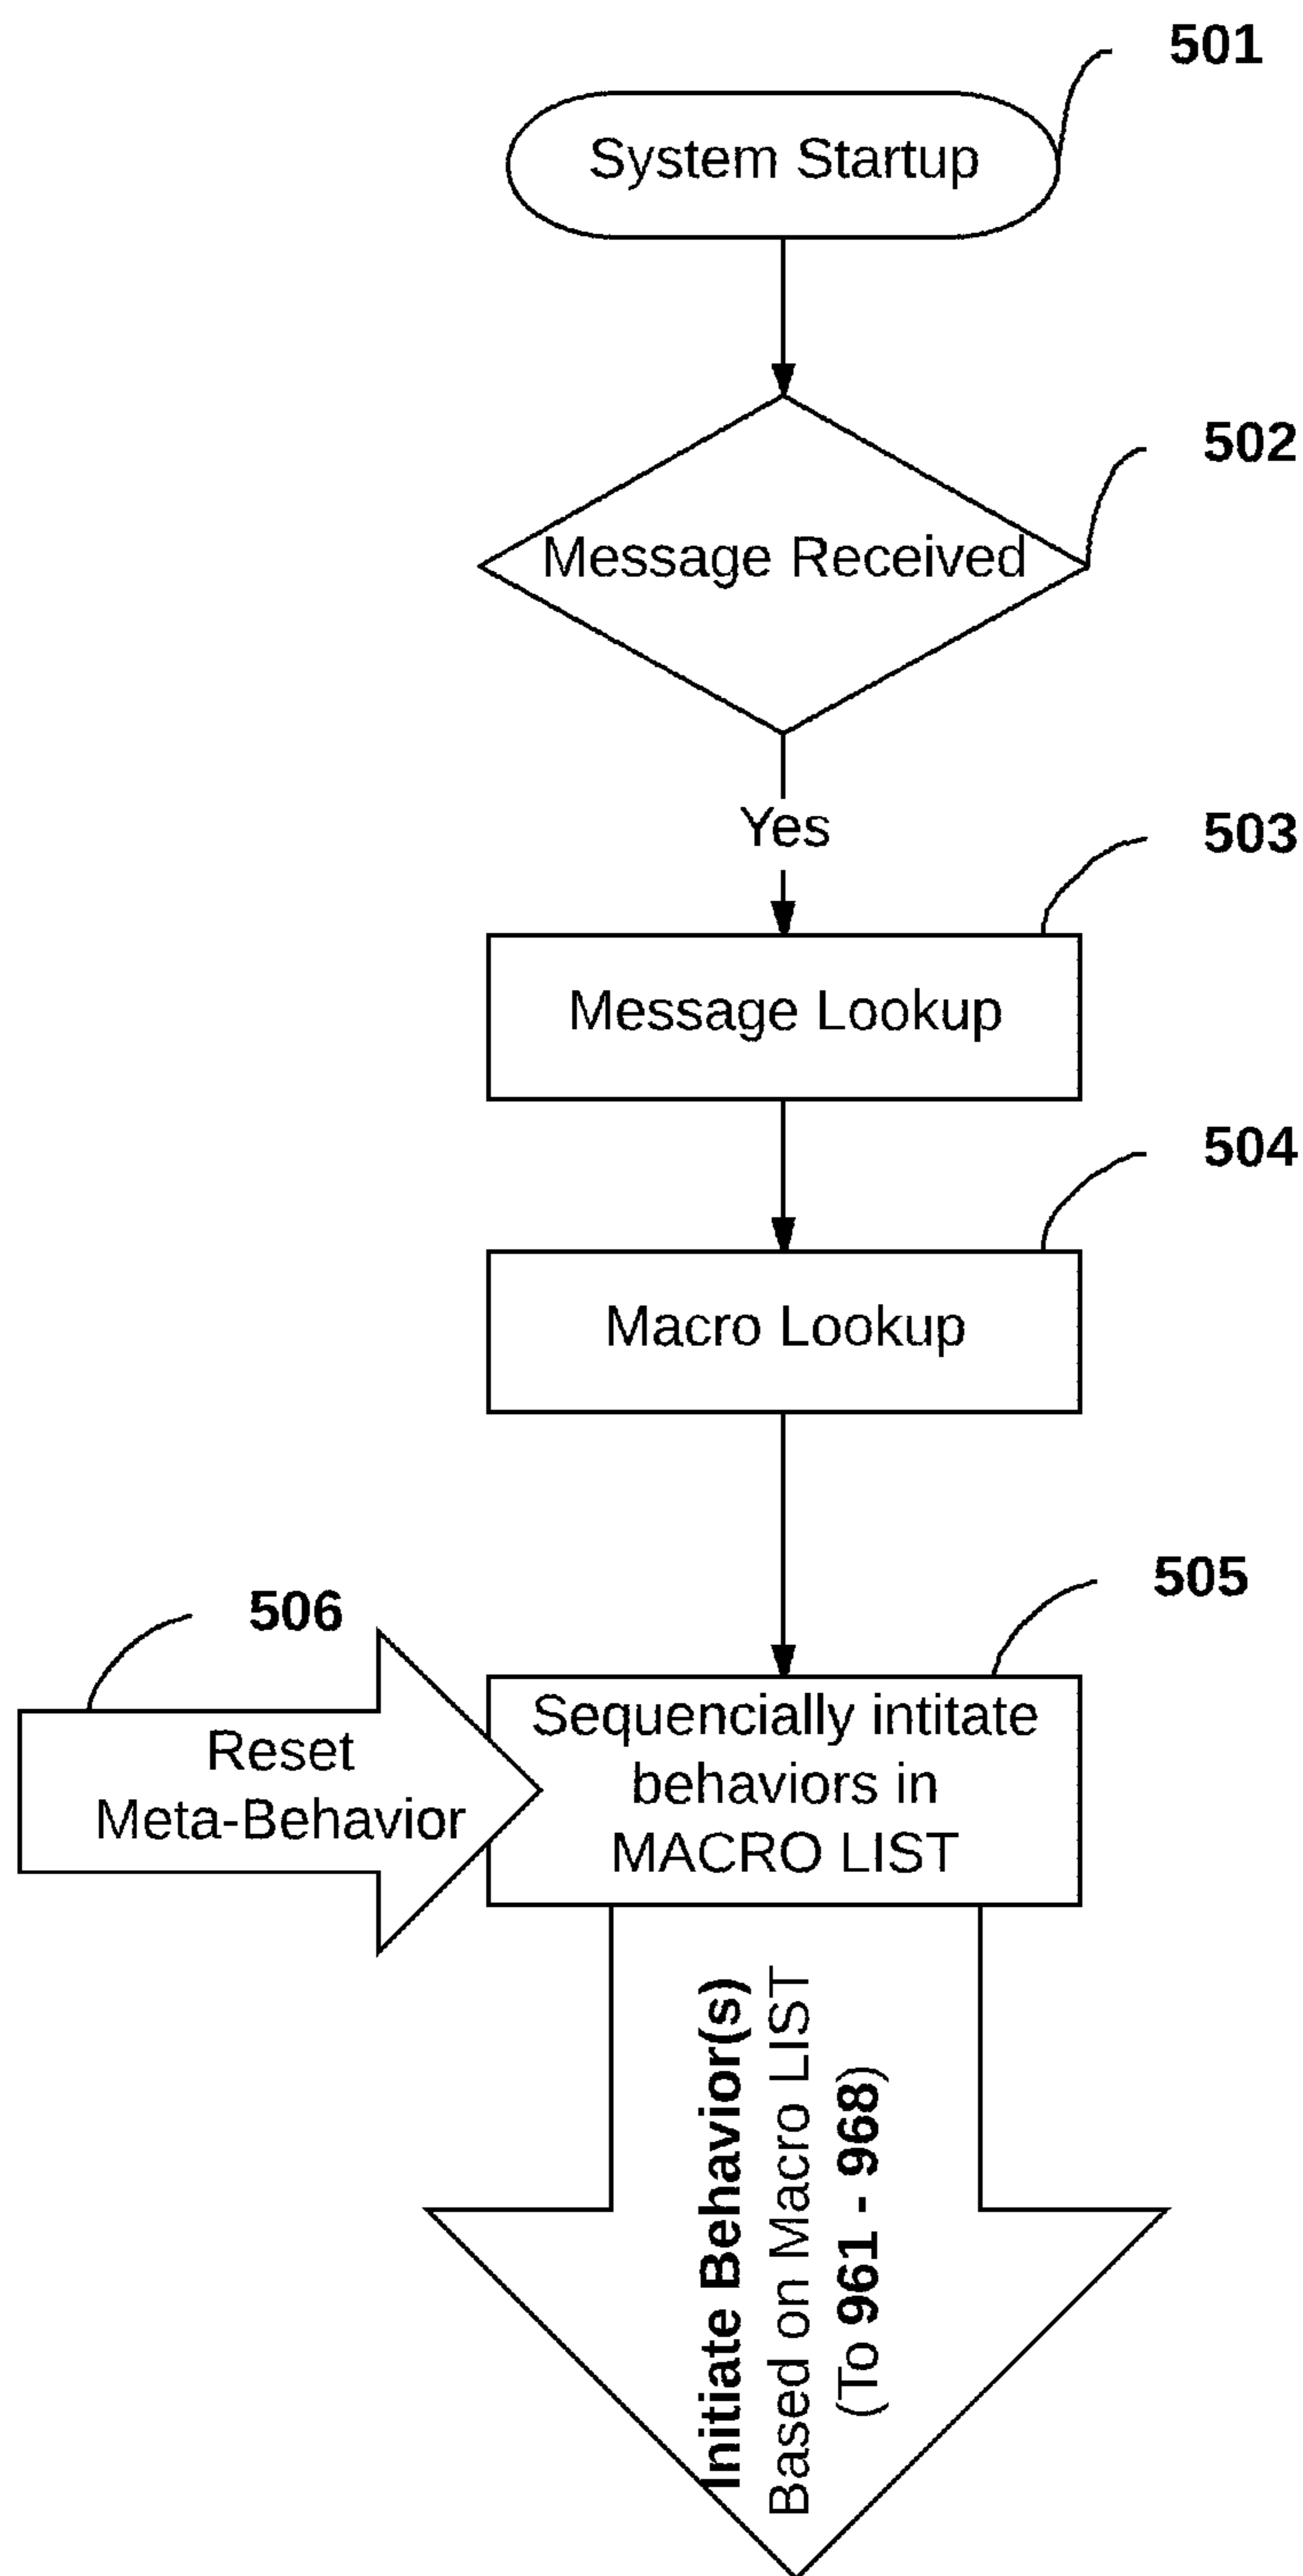 501
System Startup
502
Message Received
Yes
503
Message Lookup
504
Macro Lookup
505
506
Reset
Meta-Behavior
Sequencially intitate
behaviors in
MACRO LIST
Initiate Behavior(s)
Based on Macro LIST
(To 961 - 968)